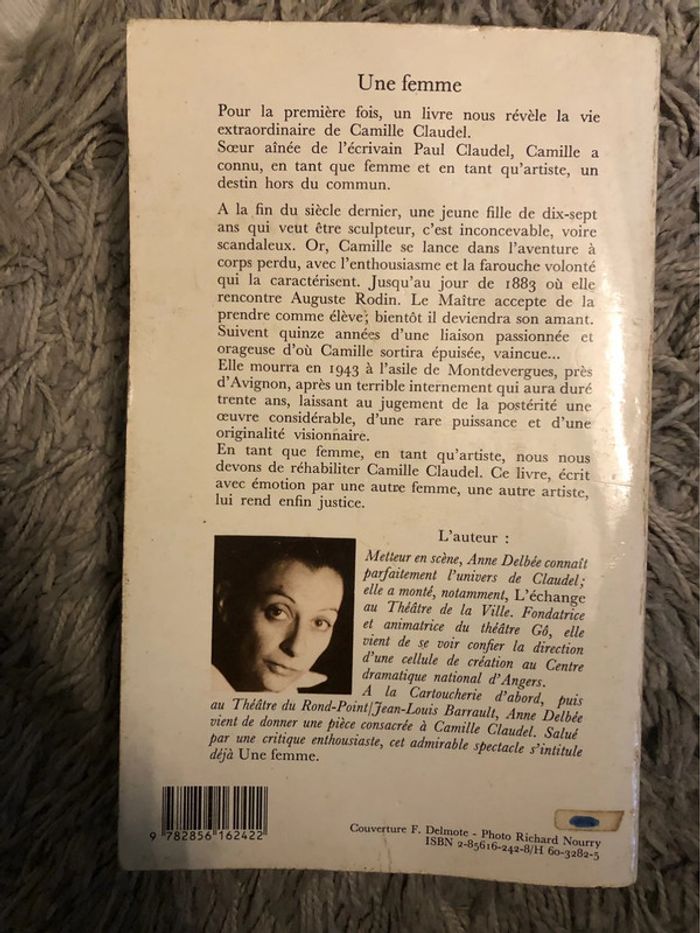 Une femme
Pour la première fois, un livre nous révèle la vie
extraordinaire de Camille Claudel.
Sœur aînée de l'écrivain Paul Claudel, Camille a
connu, en tant que femme et en tant qu'artiste, un
destin hors du commun.
A la fin du siècle dernier, une jeune fille de dix-sept
ans qui veut être sculpteur, c'est inconcevable, voire
scandaleux. Or, Camille se lance dans l'aventure à
corps perdu, avec l'enthousiasme et la farouche volonté
qui la caractérisent. Jusqu'au jour de 1883 où elle
rencontre Auguste Rodin. Le Maître accepte de la
prendre comme élève; bientôt il deviendra son amant.
Suivent quinze années d'une liaison passionnée et
orageuse d'où Camille sortira épuisée, vaincue...
Elle mourra en 1943 à l'asile de Montdevergues, près
d'Avignon, après un terrible internement qui aura duré
trente ans, laissant au jugement de la postérité une
œuvre considérable, d'une rare puissance et d'une
originalité visionnaire.
En tant que femme, en tant qu'artiste, nous nous
devons de réhabiliter Camille Claudel. Ce livre, écrit
avec émotion par une autre femme, une autre artiste,
lui rend enfin justice.
L'auteur :
Metteur en scène, Anne Delbée connaît
parfaitement l'univers de Claudel;
elle a monté, notamment, L'échange
au Théâtre de la Ville. Fondatrice
et animatrice du théâtre Gô, elle
vient de se voir confier la direction
d'une cellule de création au Centre
dramatique national d'Angers.
A la Cartoucherie d'abord, puis
au Théâtre du Rond-Point/Jean-Louis Barrault, Anne Delbée
vient de donner une pièce consacrée à Camille Claudel. Salué
par une critique enthousiaste, cet admirable spectacle s'intitule
déjà Une femme.
9 782856 162422
Couverture F. Delmote - Photo Richard Nourry
ISBN 2-85616-242-8/H 60-3282-5